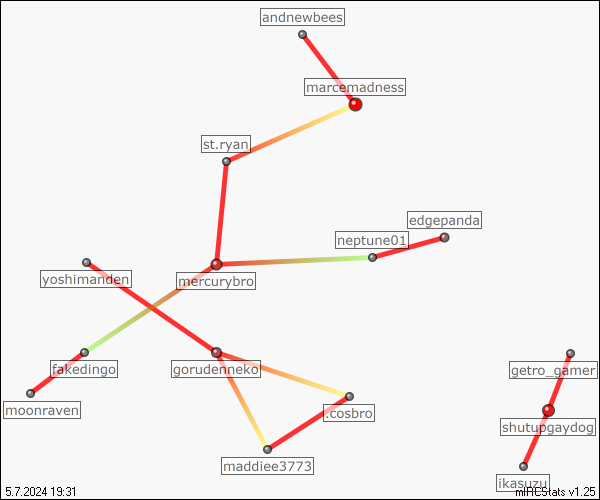 andnewbees
marcemadness
st.ryan
edgepanda
neptune01
yoshimanden
mercurybro
fakedingo
gorudenneko
getro_gamer
moonraven
.cosbro
shutupgaydog
maddiee3773
ikasuzu
5.7.2024 19:31
mIRCStats v1.25